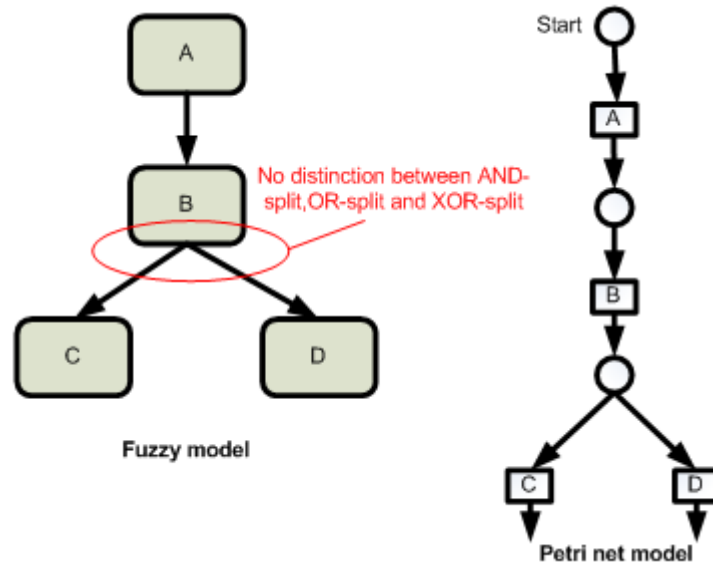 A
B
No distinction between AND-
split,OR-split and XOR-split
C
D
Fuzzy model
Start
A
B
C
D
Petri net model